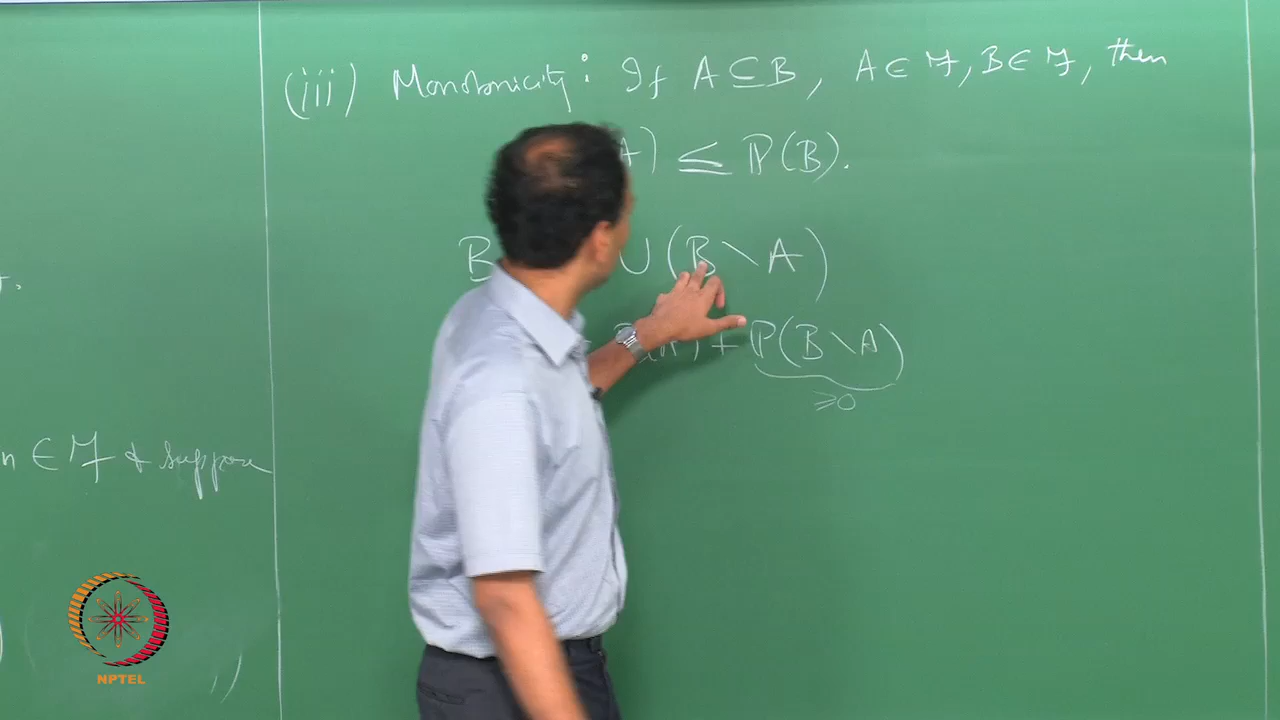 (iii) Monotonicity: If A ⊆ B, A ∈ ℱ, B ∈ ℱ, then
A) ≤ ℙ(B).
B ∪ (B \ A)
(A) + ℙ(B \ A)
≥0
n ∈ ℱ & suppose
NPTEL